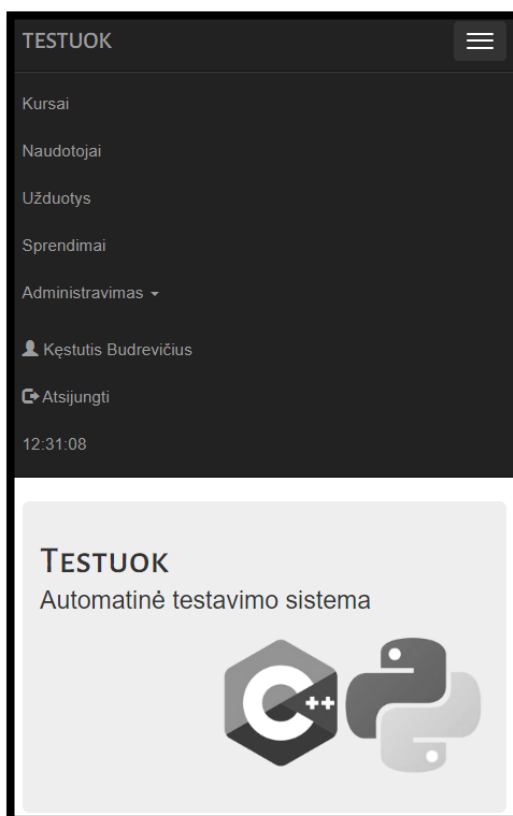 TESTUOK
Kursai
Naudotojai
Užduotys
Sprendimai
Administravimas
Kęstutis Budrevičius
Atsijungti
12:31:08
TESTUOK
Automatinė testavimo sistema
C++